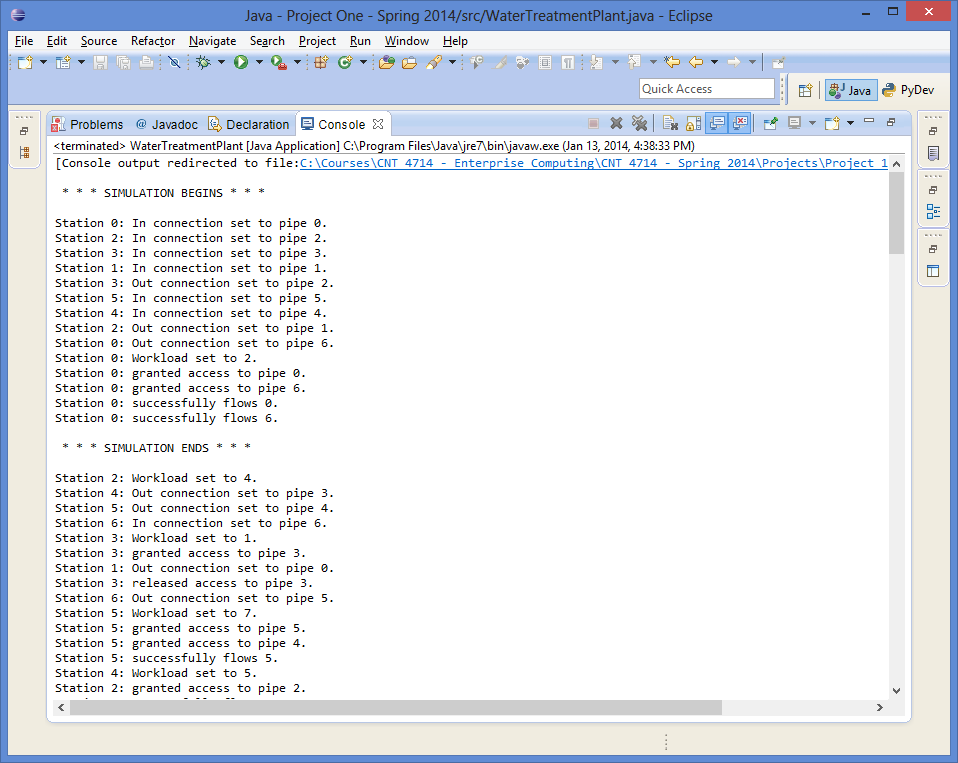 Java - Project One - Spring 2014/src/WaterTreatmentPlant.java - Eclipse
File Edit Source Refactor Navigate Search Project Run Window Help
Quick Access
Java
PyDev
Problems @ Javadoc Declaration Console
<terminated> WaterTreatmentPlant [Java Application] C:\Program Files\Java\jre7\bin\javaw.exe (Jan 13, 2014, 4:38:33 PM)
[Console output redirected to file:C:\Courses\CNT 4714 - Enterprise Computing\CNT 4714 - Spring 2014\Projects\Project 1
* * * SIMULATION BEGINS * * *
Station 0: In connection set to pipe 0.
Station 2: In connection set to pipe 2.
Station 3: In connection set to pipe 3.
Station 1: In connection set to pipe 1.
Station 3: Out connection set to pipe 2.
Station 5: In connection set to pipe 5.
Station 4: In connection set to pipe 4.
Station 2: Out connection set to pipe 1.
Station 0: Out connection set to pipe 6.
Station 0: Workload set to 2.
Station 0: granted access to pipe 0.
Station 0: granted access to pipe 6.
Station 0: successfully flows 0.
Station 0: successfully flows 6.
* * * SIMULATION ENDS * * *
Station 2: Workload set to 4.
Station 4: Out connection set to pipe 3.
Station 5: Out connection set to pipe 4.
Station 6: In connection set to pipe 6.
Station 3: Workload set to 1.
Station 3: granted access to pipe 3.
Station 1: Out connection set to pipe 0.
Station 3: released access to pipe 3.
Station 6: Out connection set to pipe 5.
Station 5: Workload set to 7.
Station 5: granted access to pipe 5.
Station 5: granted access to pipe 4.
Station 5: successfully flows 5.
Station 4: Workload set to 5.
Station 2: granted access to pipe 2.